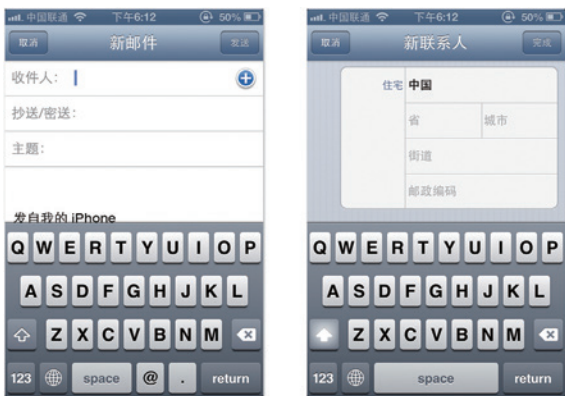 中国联通 下午6:12 50%
取消 新邮件 发送
收件人：
抄送/密送：
主题：
发自我的 iPhone
Q W E R T Y U I O P
A S D F G H J K L
Z X C V B N M
123 space @ . return
中国联通 下午6:12 50%
取消 新联系人 完成
住宅 中国
省 城市
街道
邮政编码
Q W E R T Y U I O P
A S D F G H J K L
Z X C V B N M
123 space return